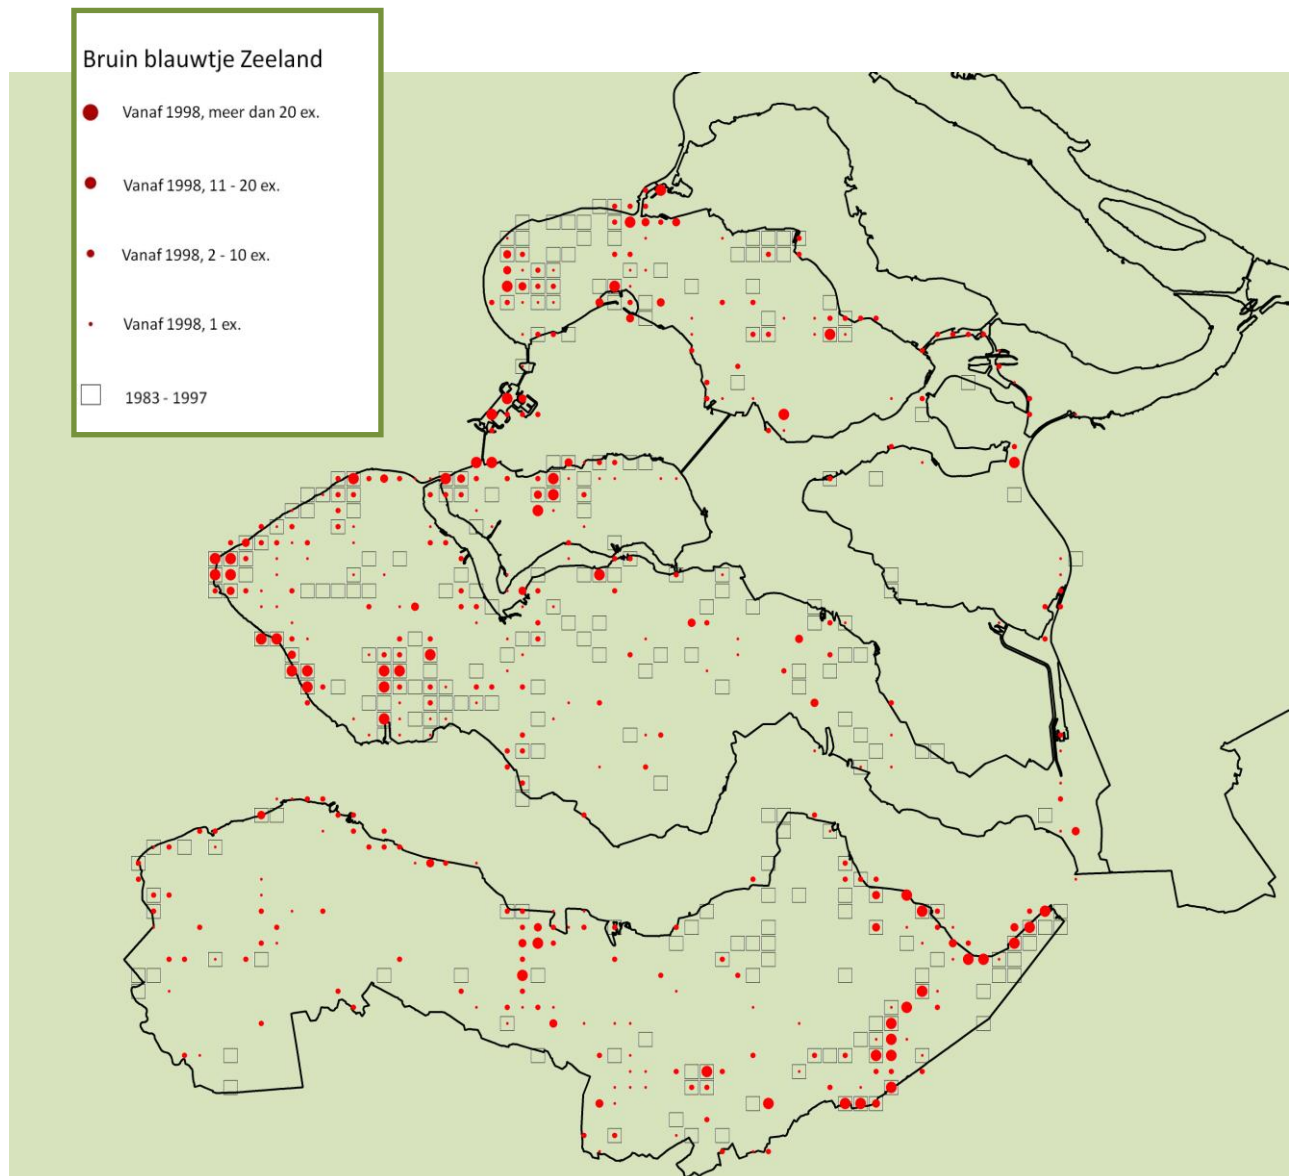 Bruin blauwtje Zeeland
Vanaf 1998, meer dan 20 ex.
Vanaf 1998, 11 - 20 ex.
Vanaf 1998, 2 - 10 ex.
Vanaf 1998, 1 ex.
1983 - 1997